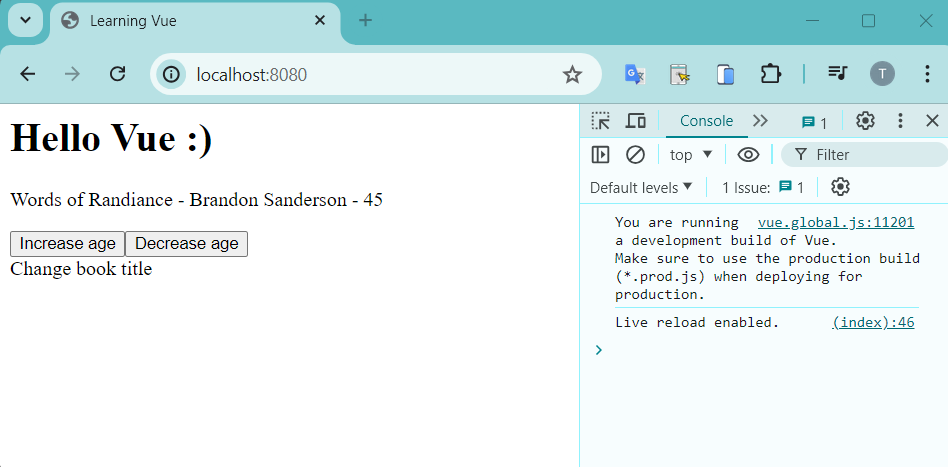 Learning Vue
localhost:8080
T
Hello Vue :)
Words of Randiance - Brandon Sanderson - 45
Increase age Decrease age
Change book title
Console 1
top Filter
Default levels 1 Issue: 1
You are running vue.global.js:11201
a development build of Vue.
Make sure to use the production build
(*.prod.js) when deploying for
production.
Live reload enabled. (index):46